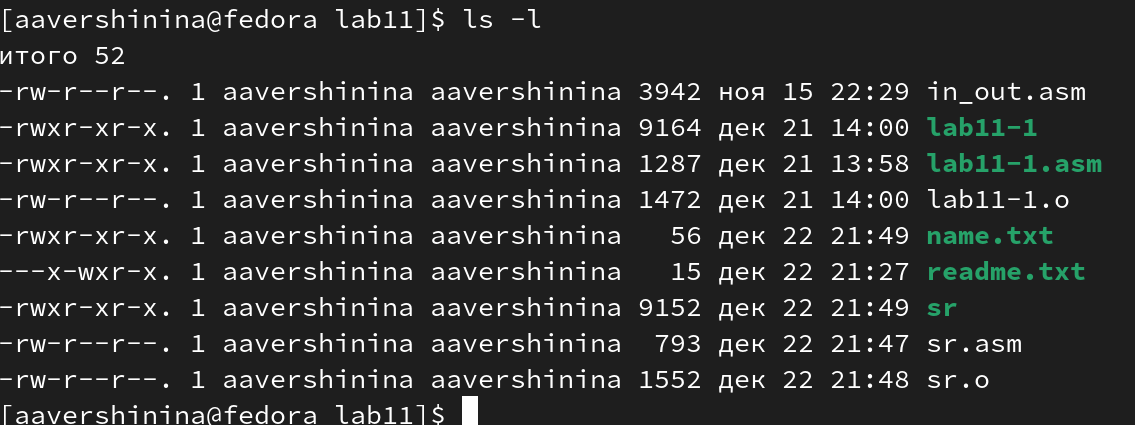 [aavershinina@fedora lab11]$ ls -l
итого 52
-rw-r--r--. 1 aavershinina aavershinina 3942 ноя 15 22:29 in_out.asm
-rwxr-xr-x. 1 aavershinina aavershinina 9164 дек 21 14:00 lab11-1
-rwxr-xr-x. 1 aavershinina aavershinina 1287 дек 21 13:58 lab11-1.asm
-rw-r--r--. 1 aavershinina aavershinina 1472 дек 21 14:00 lab11-1.o
-rwxr-xr-x. 1 aavershinina aavershinina   56 дек 22 21:49 name.txt
---x-wxr-x. 1 aavershinina aavershinina   15 дек 22 21:27 readme.txt
-rwxr-xr-x. 1 aavershinina aavershinina 9152 дек 22 21:49 sr
-rw-r--r--. 1 aavershinina aavershinina  793 дек 22 21:47 sr.asm
-rw-r--r--. 1 aavershinina aavershinina 1552 дек 22 21:48 sr.o
[aavershinina@fedora lab11]$